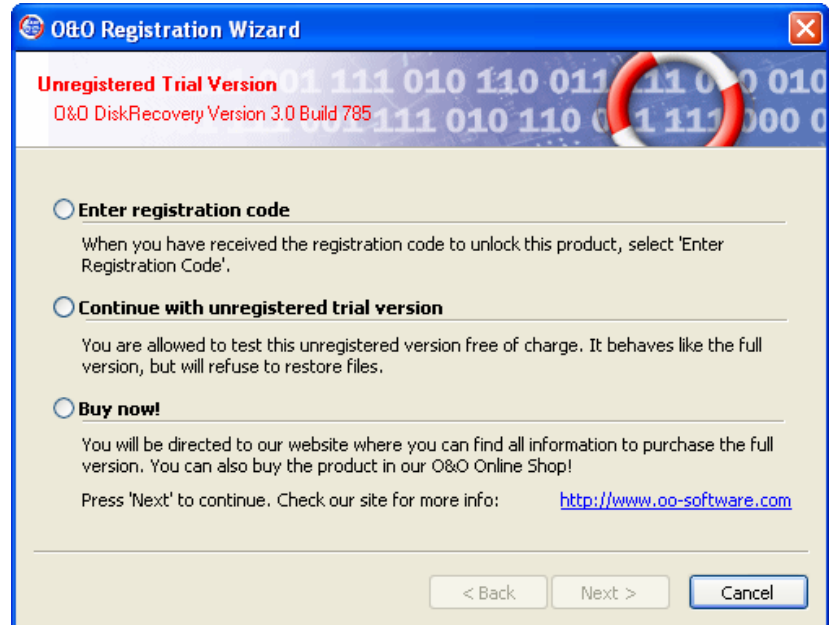 O&O Registration Wizard
Unregistered Trial Version
O&O DiskRecovery Version 3.0 Build 785
Enter registration code
When you have received the registration code to unlock this product, select 'Enter
Registration Code'.
Continue with unregistered trial version
You are allowed to test this unregistered version free of charge. It behaves like the full
version, but will refuse to restore files.
Buy now!
You will be directed to our website where you can find all information to purchase the full
version. You can also buy the product in our O&O Online Shop!
Press 'Next' to continue. Check our site for more info: http://www.oo-software.com
< Back Next > Cancel